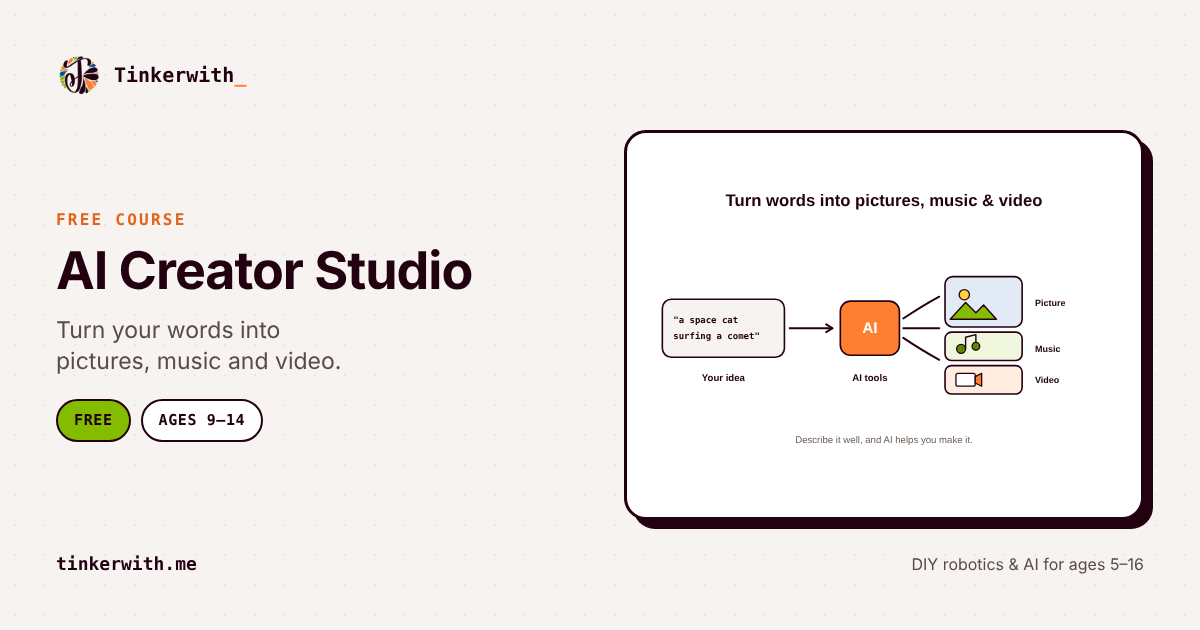 Tinkerwith_
FREE COURSE
AI Creator Studio
Turn your words into
pictures, music and video.
FREE
AGES 9–14
Turn words into pictures, music & video
"a space cat
surfing a comet"
Your idea
AI
AI tools
Picture
Music
Video
Describe it well, and AI helps you make it.
tinkerwith.me
DIY robotics & AI for ages 5–16